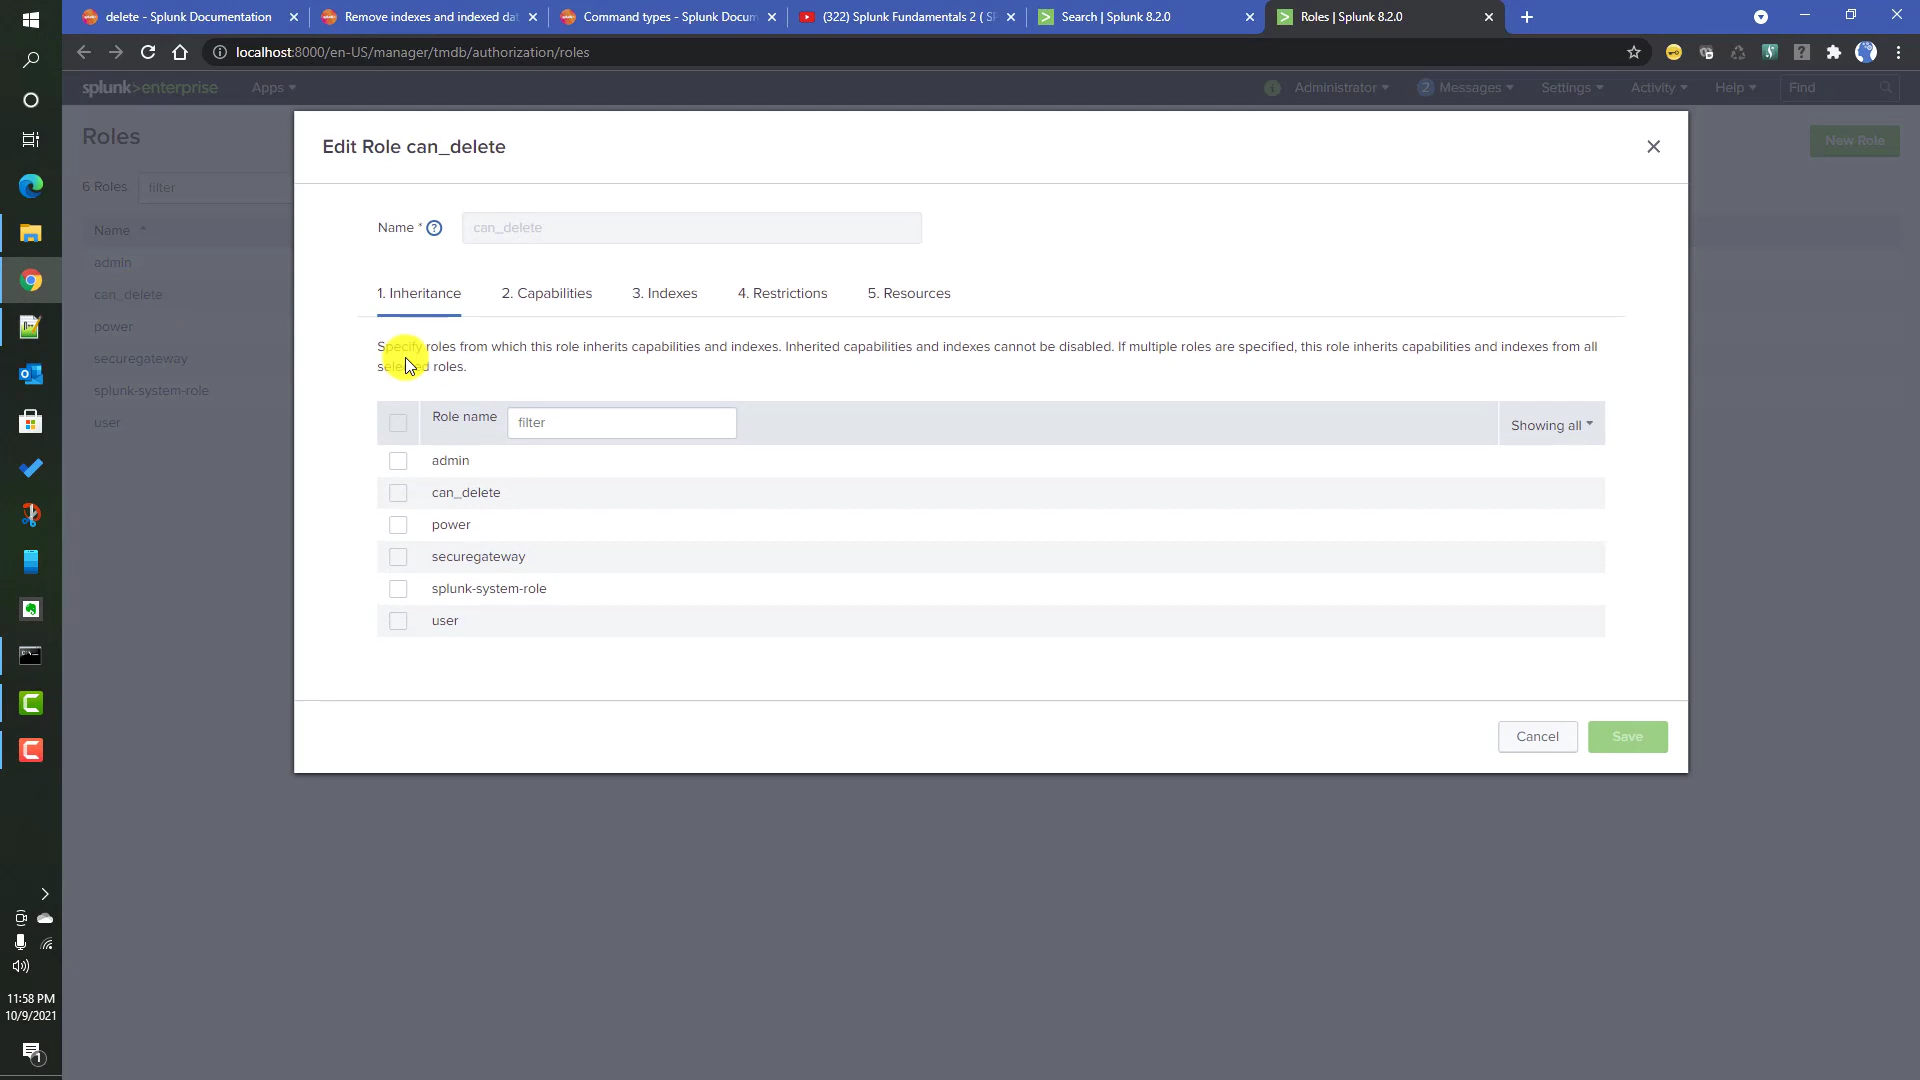 delete - Splunk Documentation
Remove indexes and indexed da
Command types - Splunk Docum
(322) Splunk Fundamentals 2 ( SP
Search | Splunk 8.2.0
Roles | Splunk 8.2.0
localhost:8000/en-US/manager/tmdb/authorization/roles
splunk>enterprise
Apps
Administrator
2 Messages
Settings
Activity
Help
Find
Roles
New Role
6 Roles
filter
Name
admin
can_delete
power
securegateway
splunk-system-role
user
Edit Role can_delete
Name *
can_delete
1. Inheritance
2. Capabilities
3. Indexes
4. Restrictions
5. Resources
Specify roles from which this role inherits capabilities and indexes. Inherited capabilities and indexes cannot be disabled. If multiple roles are specified, this role inherits capabilities and indexes from all
selected roles.
Role name
filter
Showing all
admin
can_delete
power
securegateway
splunk-system-role
user
Cancel
Save
11:58 PM
10/9/2021
1